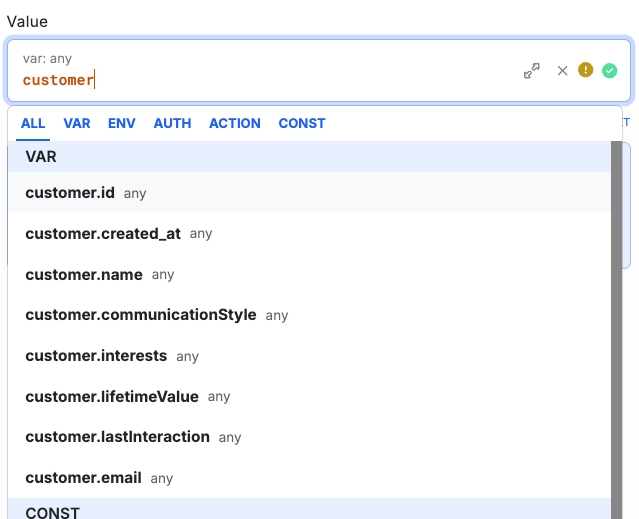 Value
var: any
customer
ALL VAR ENV AUTH ACTION CONST
VAR
customer.id any
customer.created_at any
customer.name any
customer.communicationStyle any
customer.interests any
customer.lifetimeValue any
customer.lastInteraction any
customer.email any
CONST